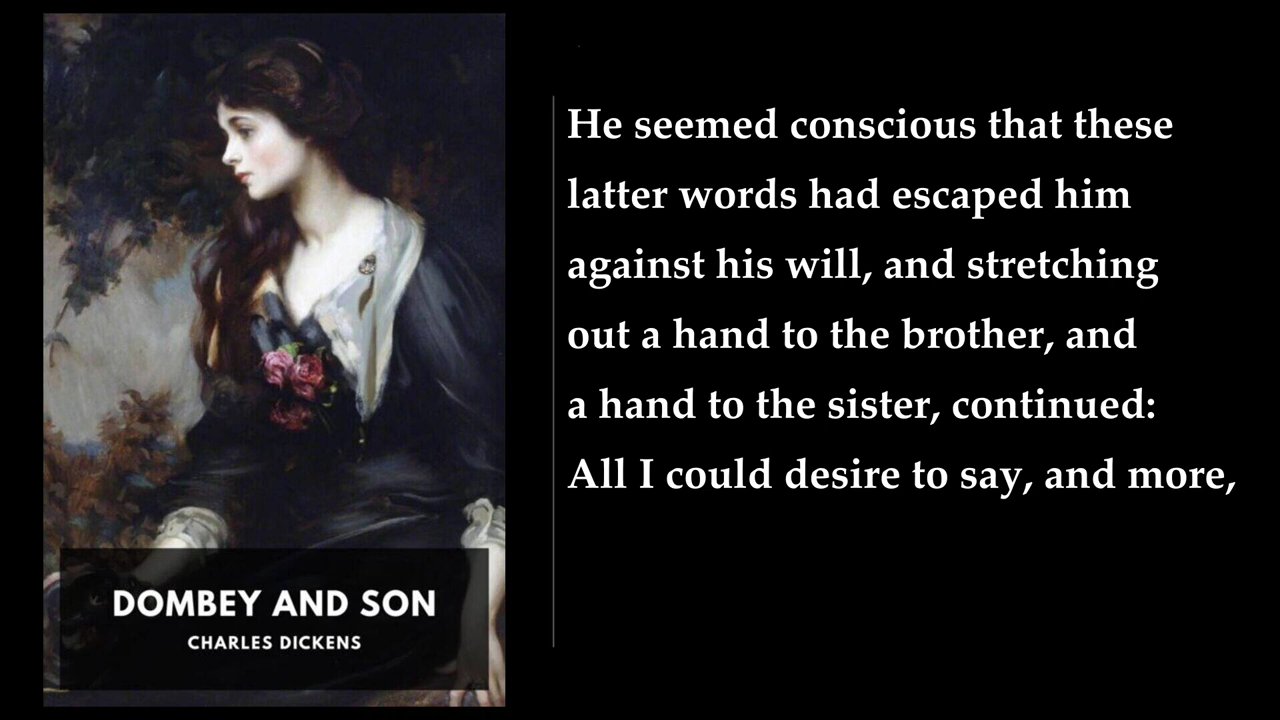 He seemed conscious that these
latter words had escaped him
against his will, and stretching
out a hand to the brother, and
a hand to the sister, continued:
All I could desire to say, and more,
DOMBEY AND SON
CHARLES DICKENS